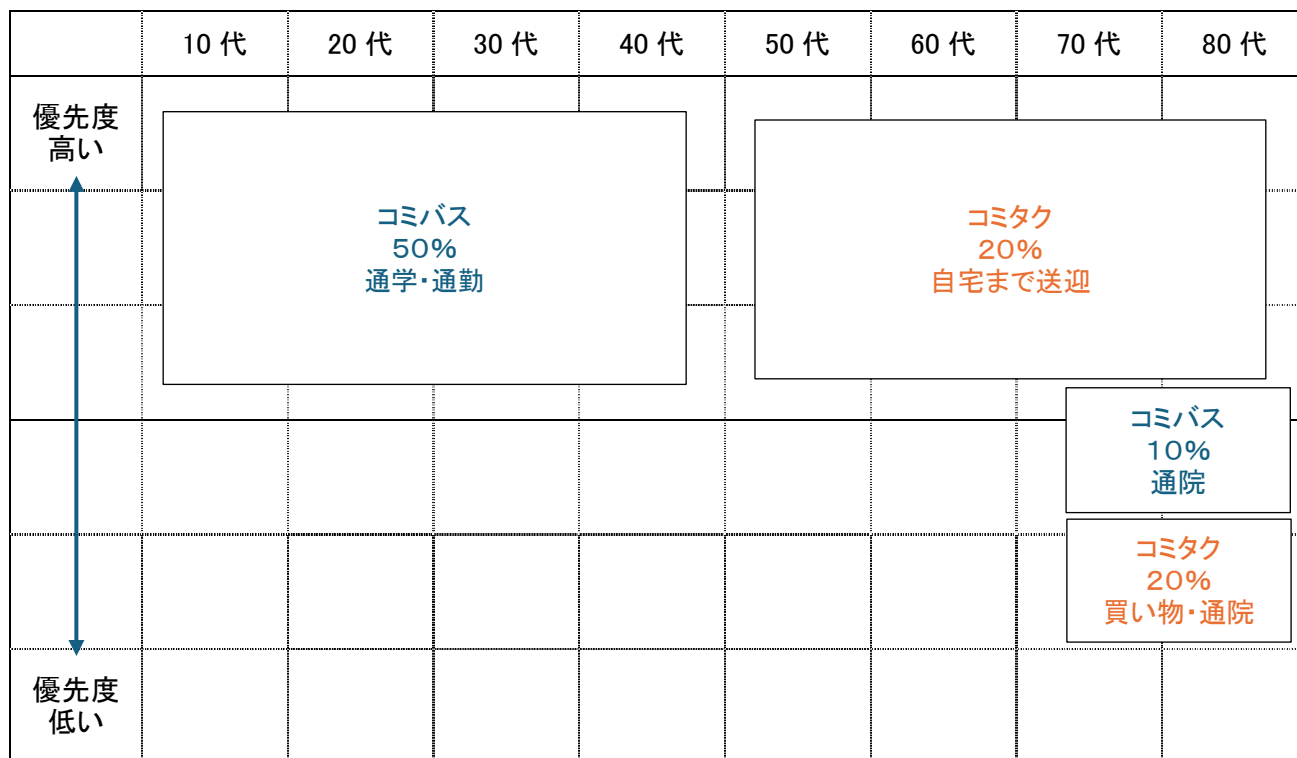 10代 20代 30代 40代 50代 60代 70代 80代
優先度
高い
コミバス
50%
通学・通勤
コミタク
20%
自宅まで送迎
コミバス
10%
通院
コミタク
20%
買い物・通院
優先度
低い